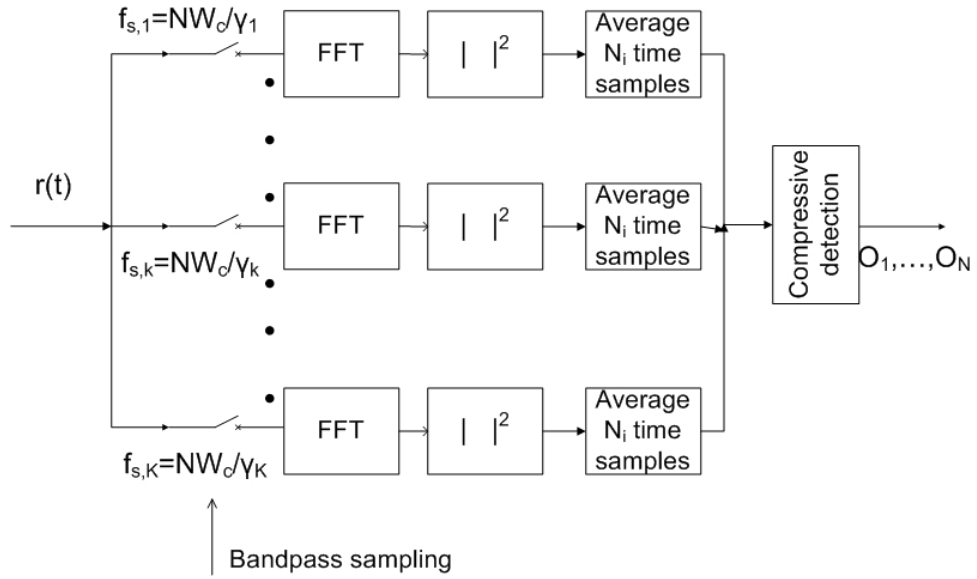 f_{s,1}=NW_c/γ_1
FFT
| |^2
Average
N_i time
samples
r(t)
f_{s,k}=NW_c/γ_k
FFT
| |^2
Average
N_i time
samples
Compressive
detection
O_1,...,O_N
f_{s,K}=NW_c/γ_K
FFT
| |^2
Average
N_i time
samples
Bandpass sampling